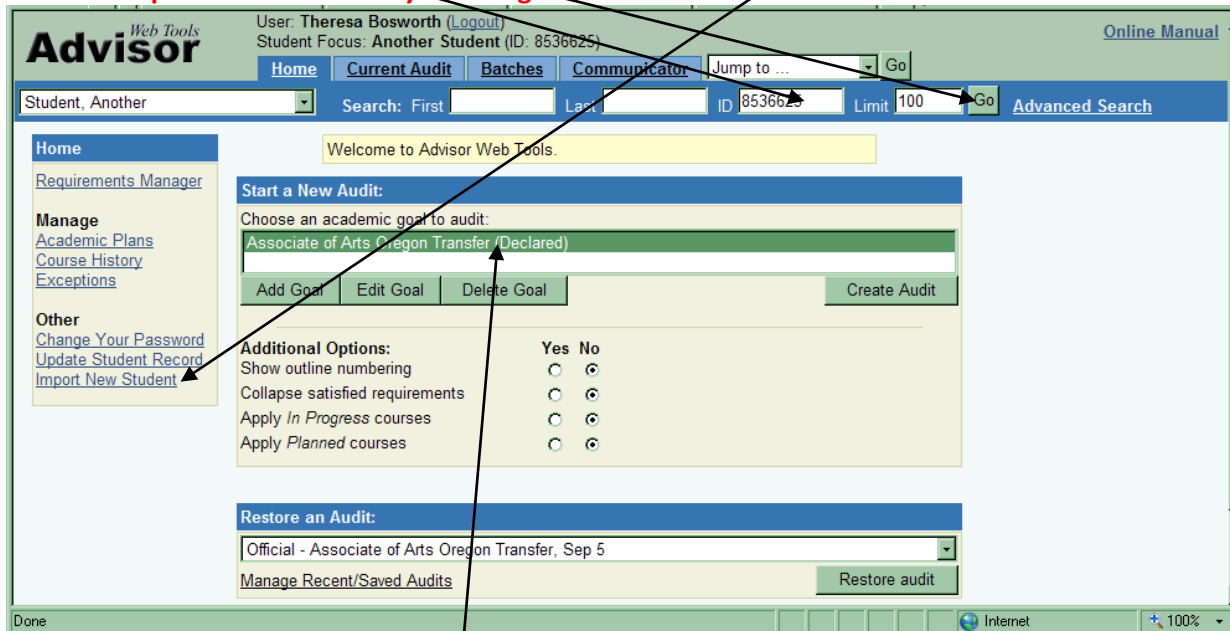 Advisor Web Tools
User: Theresa Bosworth (Logout)
Student Focus: Another Student (ID: 8536625)
Online Manual
Home Current Audit Batches Communicator Jump to ... Go
Student, Another Search: First Last ID 8536625 Limit 100 Go Advanced Search
Home
Requirements Manager
Manage
Academic Plans
Course History
Exceptions
Other
Change Your Password
Update Student Record
Import New Student
Welcome to Advisor Web Tools.
Start a New Audit:
Choose an academic goal to audit:
Associate of Arts Oregon Transfer (Declared)
Add Goal Edit Goal Delete Goal Create Audit
Additional Options: Yes No
Show outline numbering
Collapse satisfied requirements
Apply In Progress courses
Apply Planned courses
Restore an Audit:
Official - Associate of Arts Oregon Transfer, Sep 5
Manage Recent/Saved Audits Restore audit
Done Internet 100%